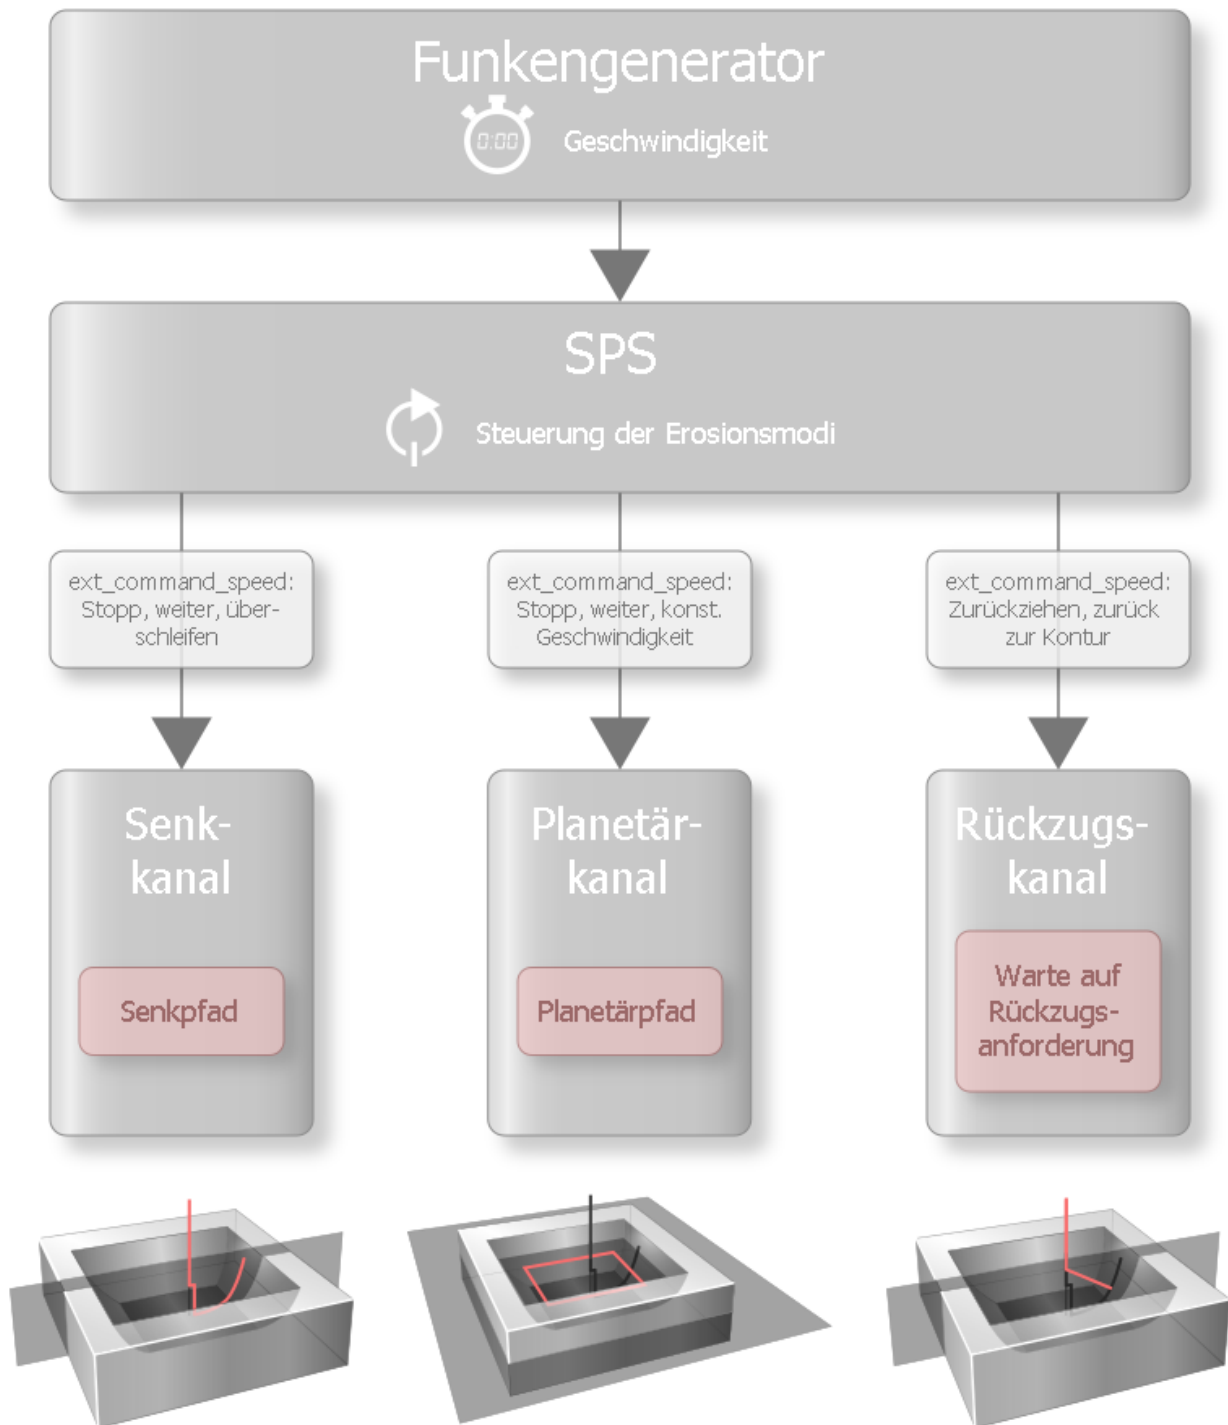 Funkengenerator
0:00
Geschwindigkeit
SPS
Steuerung der Erosionsmodi
ext_command_speed:
Stopp, weiter, über-
schleifen
ext_command_speed:
Stopp, weiter, konst.
Geschwindigkeit
ext_command_speed:
Zurückziehen, zurück
zur Kontur
Senk-
kanal
Senkpfad
Planetär-
kanal
Planetärpfad
Rückzugs-
kanal
Warte auf
Rückzugs-
anforderung